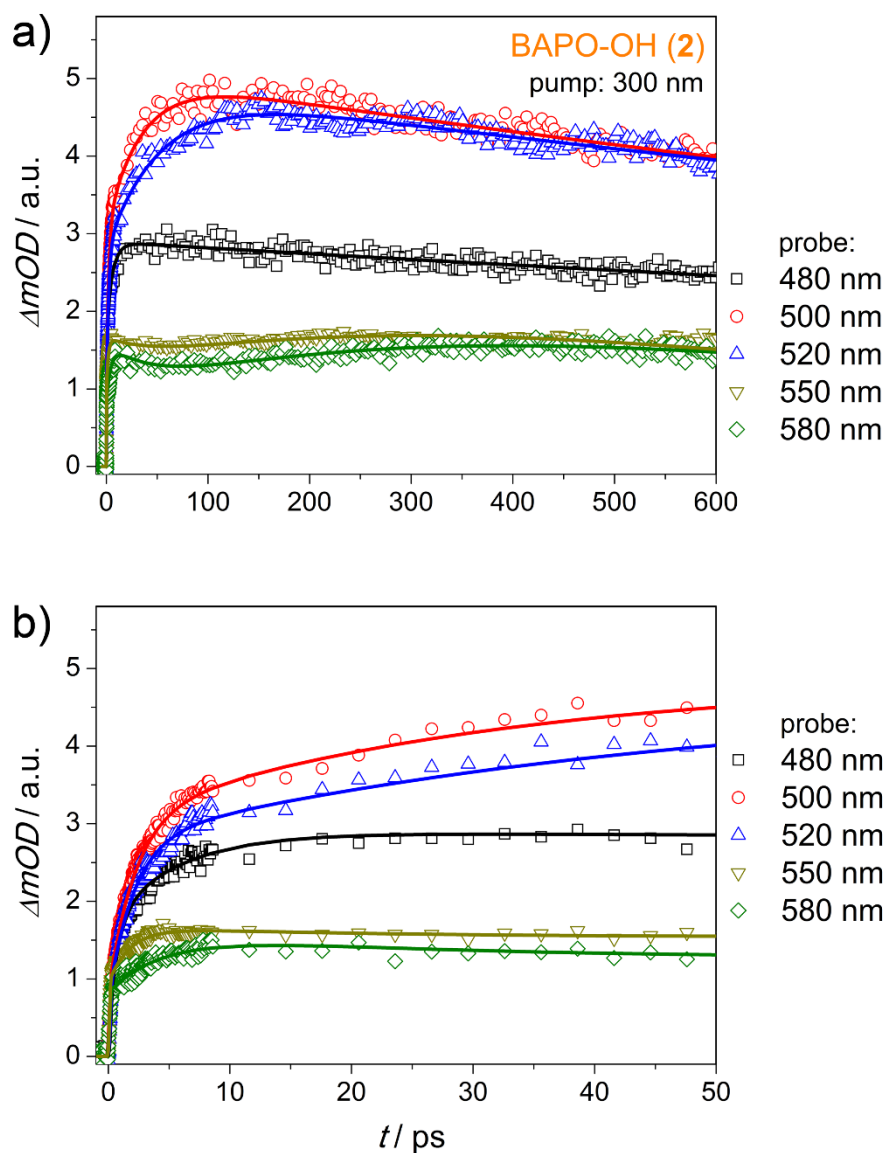 a)
BAPO-OH (2)
pump: 300 nm
5
4
3
2
1
0
ΔmOD / a.u.
0 100 200 300 400 500 600
probe:
480 nm
500 nm
520 nm
550 nm
580 nm
b)
5
4
3
2
1
0
ΔmOD / a.u.
0 10 20 30 40 50
t / ps
probe:
480 nm
500 nm
520 nm
550 nm
580 nm